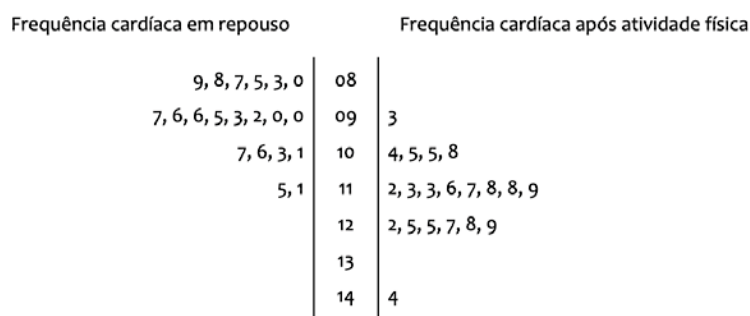 Frequência cardíaca em repouso Frequência cardíaca após atividade física
9, 8, 7, 5, 3, 0 08
7, 6, 6, 5, 3, 2, 0, 0 09 3
7, 6, 3, 1 10 4, 5, 5, 8
5, 1 11 2, 3, 3, 6, 7, 8, 8, 9
12 2, 5, 5, 7, 8, 9
13
14 4